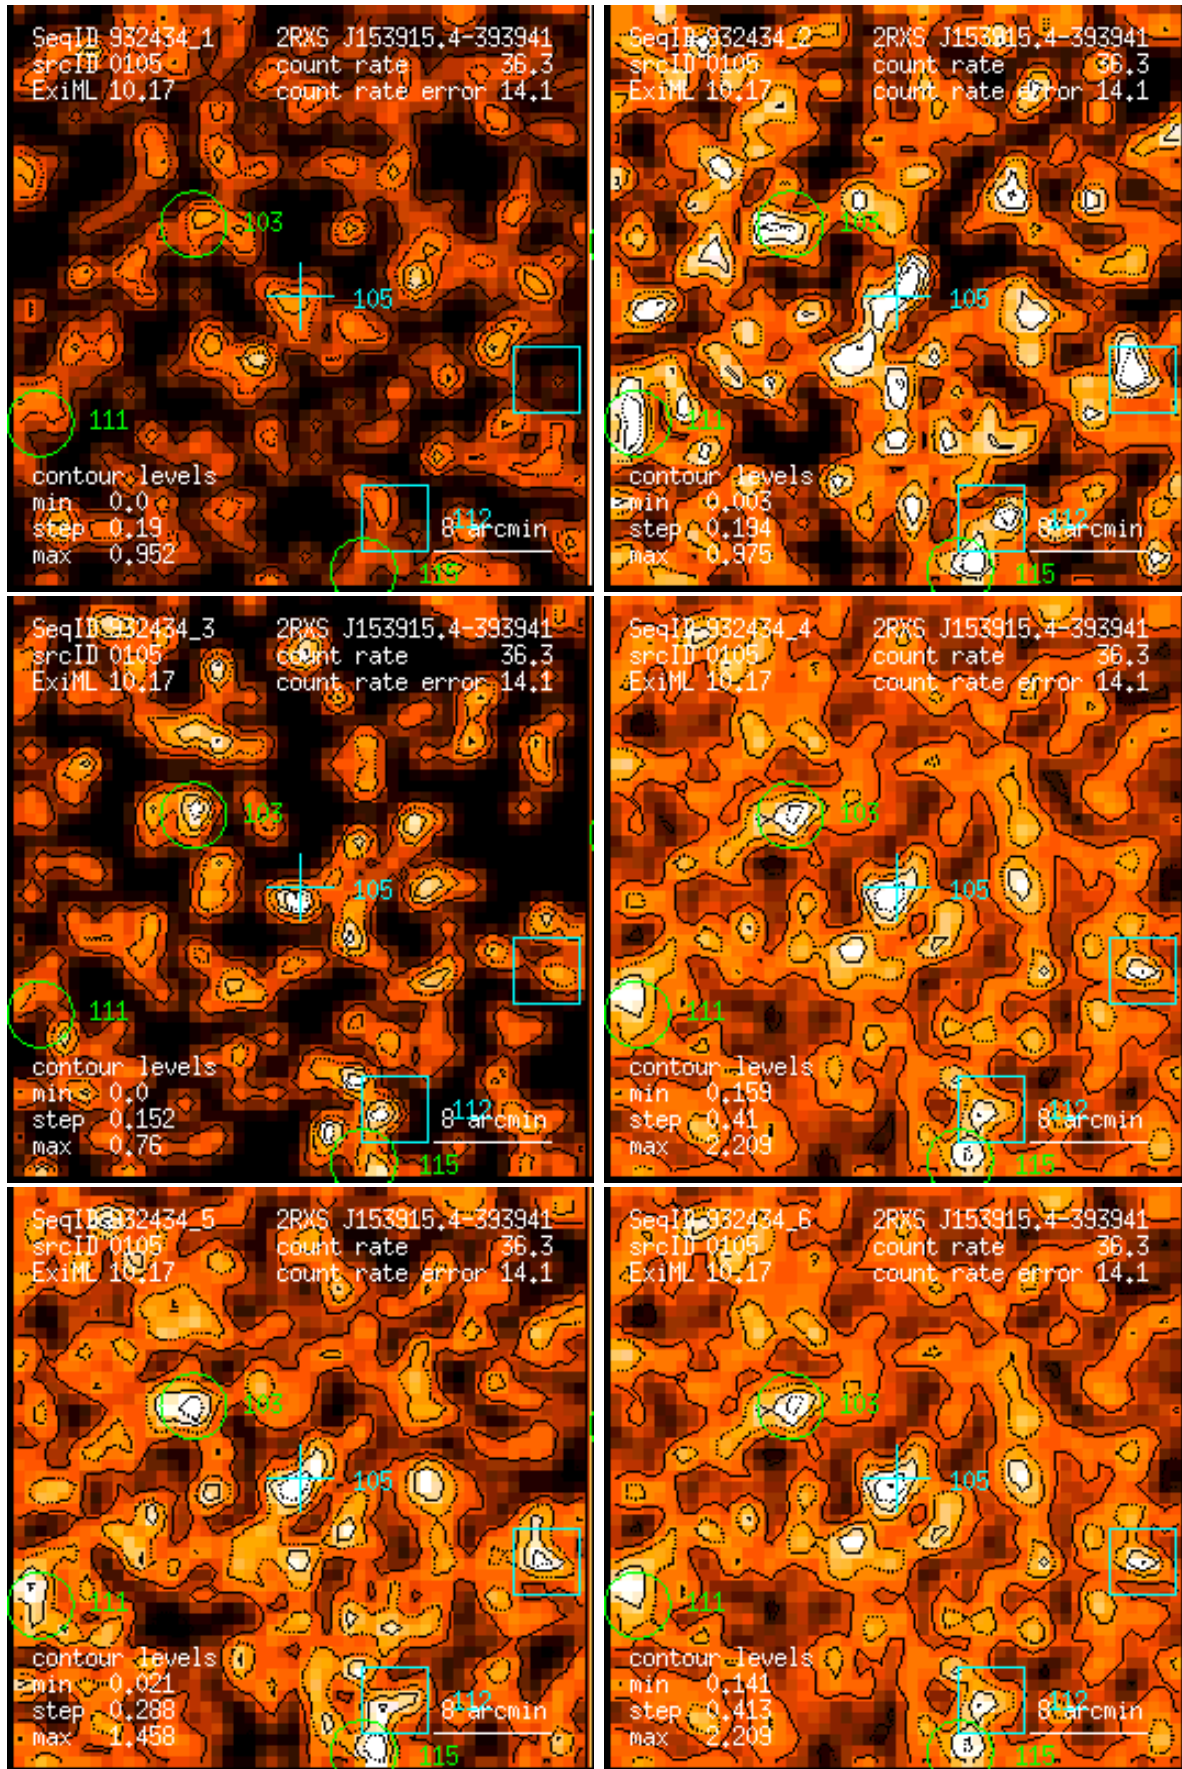 SeqID 932434_1 2RXS J153915.4-393941
srcID 0105 count rate 36.3
ExiML 10.17 count rate error 14.1
103
105
111
contour levels
min 0.0
step 0.19
max 0.952
112
8 arcmin
115
SeqID 932434_2 2RXS J153915.4-393941
srcID 0105 count rate 36.3
ExiML 10.17 count rate error 14.1
103
105
111
contour levels
min 0.003
step 0.194
max 0.975
112
8 arcmin
115
SeqID 932434_3 2RXS J153915.4-393941
srcID 0105 count rate 36.3
ExiML 10.17 count rate error 14.1
103
105
111
contour levels
min 0.0
step 0.152
max 0.76
112
8 arcmin
115
SeqID 932434_4 2RXS J153915.4-393941
srcID 0105 count rate 36.3
ExiML 10.17 count rate error 14.1
103
105
111
contour levels
min 0.159
step 0.41
max 2.209
112
8 arcmin
115
SeqID 932434_5 2RXS J153915.4-393941
srcID 0105 count rate 36.3
ExiML 10.17 count rate error 14.1
103
105
111
contour levels
min 0.021
step 0.288
max 1.458
112
8 arcmin
115
SeqID 932434_6 2RXS J153915.4-393941
srcID 0105 count rate 36.3
ExiML 10.17 count rate error 14.1
103
105
111
contour levels
min 0.141
step 0.413
max 2.209
112
8 arcmin
115